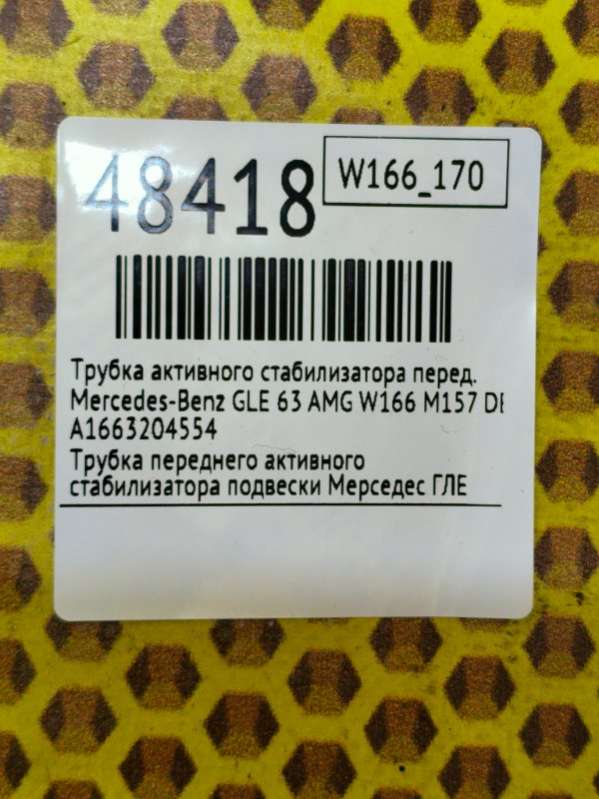 48418
W166_170
Трубка активного стабилизатора перед.
Mercedes-Benz GLE 63 AMG W166 M157 DE
A1663204554
Трубка переднего активного
стабилизатора подвески Мерседес ГЛЕ